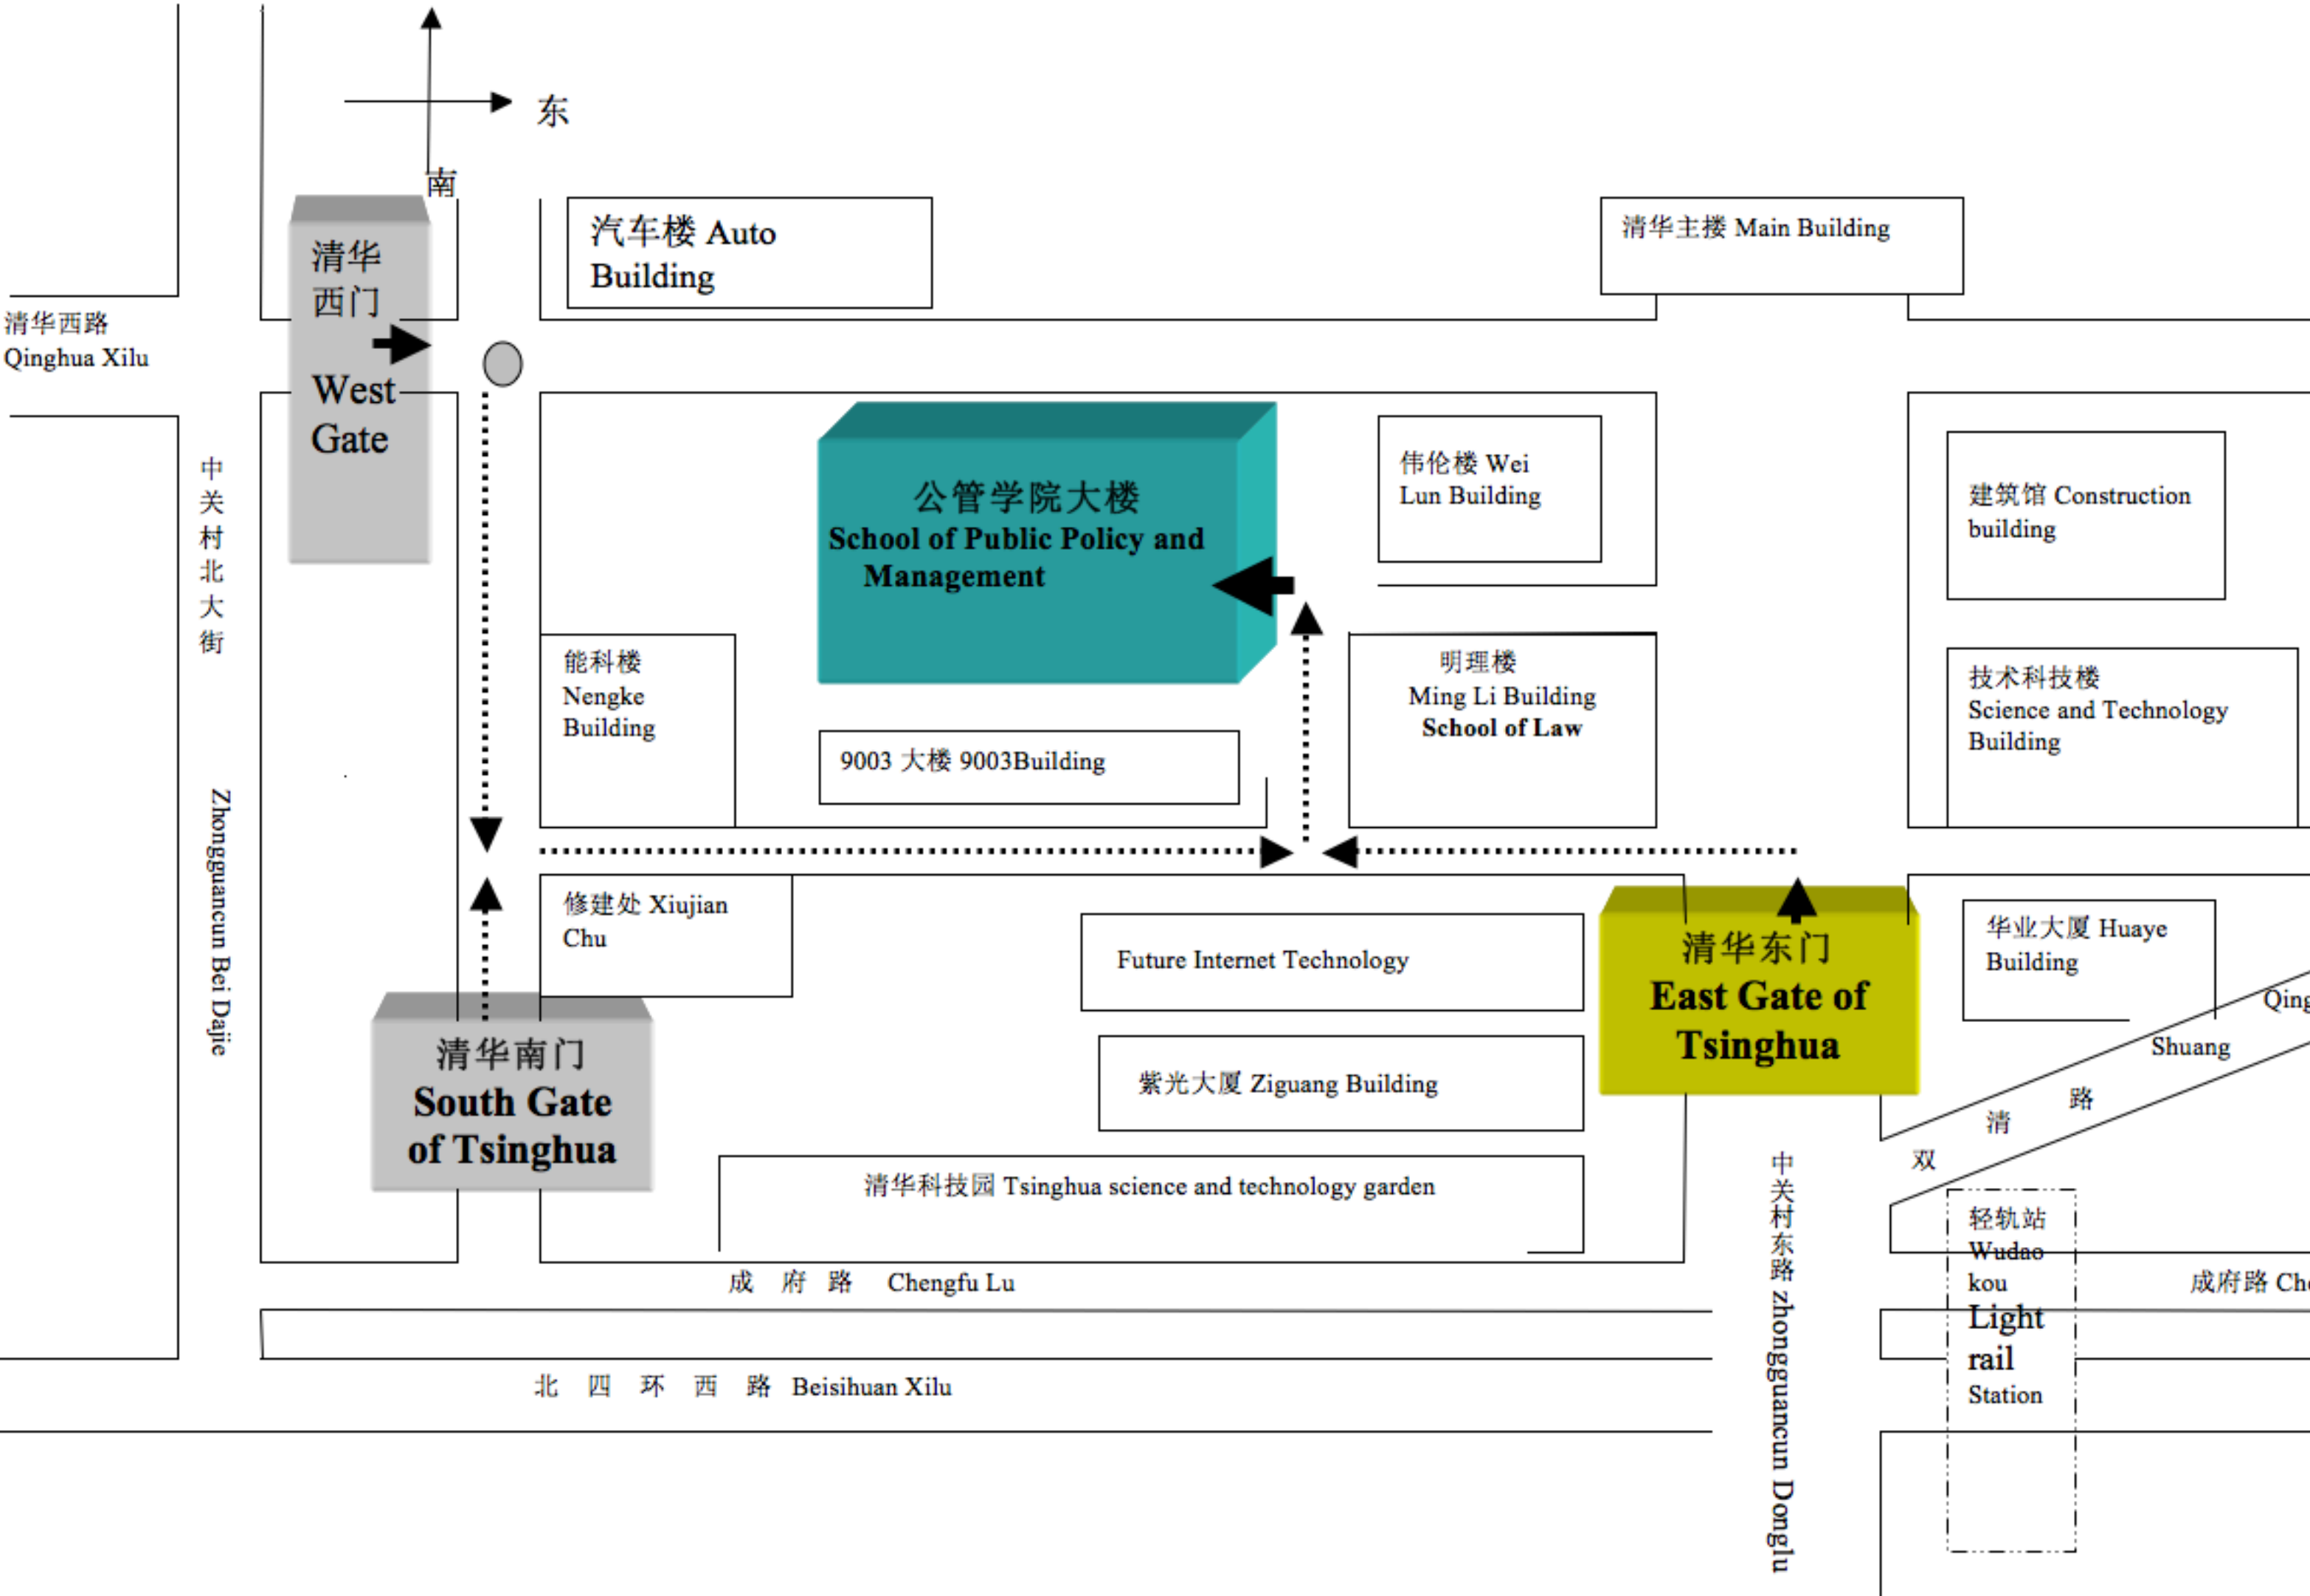 东
南
清华
西门
West
Gate
汽车楼 Auto
Building
清华主楼 Main Building
清华西路
Qinghua Xilu
中
关
村
北
大
街
Zhongguancun Bei Dajie
公管学院大楼
School of Public Policy and
Management
伟伦楼 Wei
Lun Building
建筑馆 Construction
building
能科楼
Nengke
Building
9003 大楼 9003Building
明理楼
Ming Li Building
School of Law
技术科技楼
Science and Technology
Building
修建处 Xiujian
Chu
Future Internet Technology
清华东门
East Gate of
Tsinghua
华业大厦 Huaye
Building
Qing
Shuang
路
清
双
清华南门
South Gate
of Tsinghua
紫光大厦 Ziguang Building
清华科技园 Tsinghua science and technology garden
中关村东路 zhongguancun Donglu
轻轨站
Wudao
kou
Light
rail
Station
成 府 路 Chengfu Lu
成府路 Che
北 四 环 西 路 Beisihuan Xilu